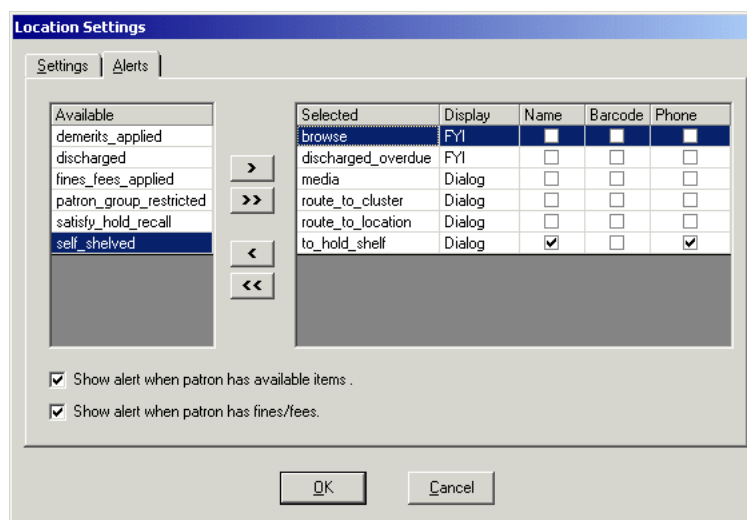 Location Settings
Settings Alerts
Available
demerits_applied
discharged
fines_fees_applied
patron_group_restricted
satisfy_hold_recall
self_shelved
>
>>
<
<<
Selected Display Name Barcode Phone
browse FYI
discharged_overdue FYI
media Dialog
route_to_cluster Dialog
route_to_location Dialog
to_hold_shelf Dialog
Show alert when patron has available items .
Show alert when patron has fines/fees.
OK Cancel